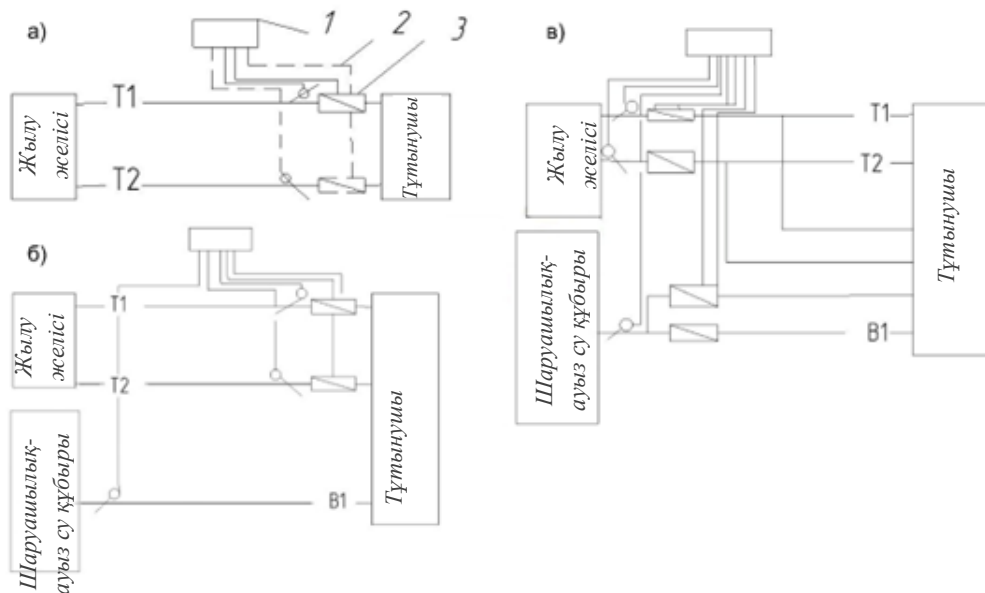 а)
1
2
3
Жылу
желісі
Т1
Т2
Тұтынушы
б)
Жылу
желісі
Т1
Т2
Шаруашылық-
ауыз су құбыры
В1
Тұтынушы
в)
Жылу
желісі
Т1
Т2
Шаруашылық-
ауыз су құбыры
В1
Тұтынушы